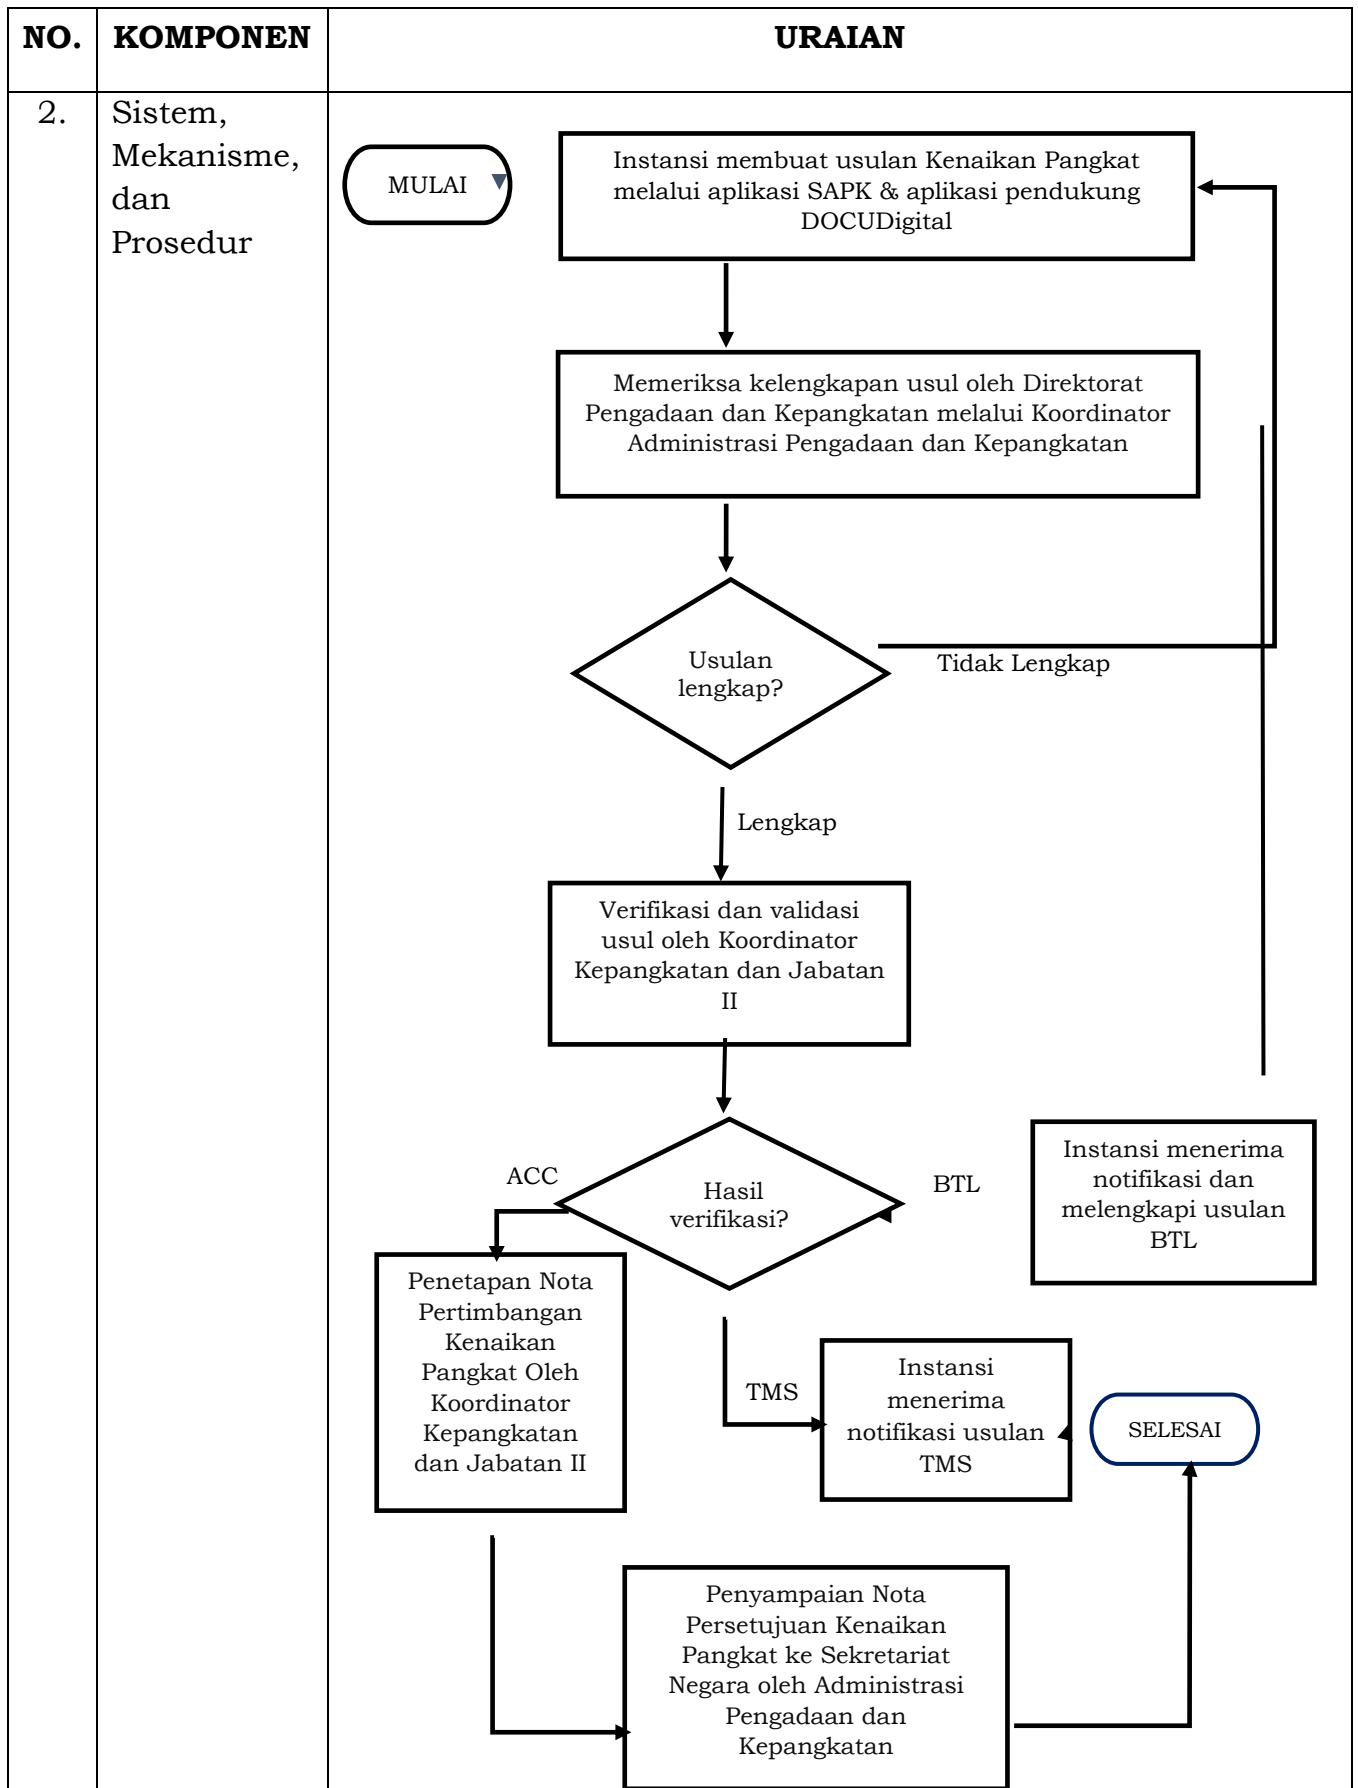 NO.
KOMPONEN
URAIAN
2.
Sistem,
Mekanisme,
dan
Prosedur
MULAI
Instansi membuat usulan Kenaikan Pangkat
melalui aplikasi SAPK & aplikasi pendukung
DOCUDigital
Memeriksa kelengkapan usul oleh Direktorat
Pengadaan dan Kepangkatan melalui Koordinator
Administrasi Pengadaan dan Kepangkatan
Usulan
lengkap?
Tidak Lengkap
Lengkap
Verifikasi dan validasi
usul oleh Koordinator
Kepangkatan dan Jabatan
II
Hasil
verifikasi?
ACC
BTL
Instansi menerima
notifikasi dan
melengkapi usulan
BTL
Penetapan Nota
Pertimbangan
Kenaikan
Pangkat Oleh
Koordinator
Kepangkatan
dan Jabatan II
TMS
Instansi
menerima
notifikasi usulan
TMS
SELESAI
Penyampaian Nota
Persetujuan Kenaikan
Pangkat ke Sekretariat
Negara oleh Administrasi
Pengadaan dan
Kepangkatan